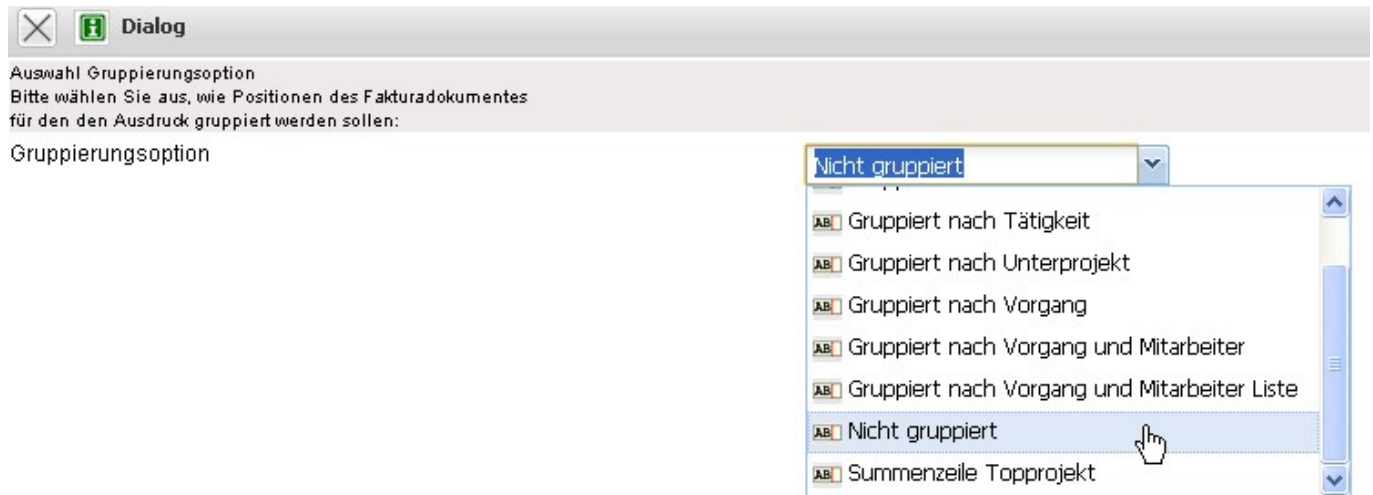 Dialog
Auswahl Gruppierungsoption
Bitte wählen Sie aus, wie Positionen des Fakturadokumentes
für den den Ausdruck gruppiert werden sollen:
Gruppierungsoption
Nicht gruppiert
Gruppiert nach Tätigkeit
Gruppiert nach Unterprojekt
Gruppiert nach Vorgang
Gruppiert nach Vorgang und Mitarbeiter
Gruppiert nach Vorgang und Mitarbeiter Liste
Nicht gruppiert
Summenzeile Topprojekt